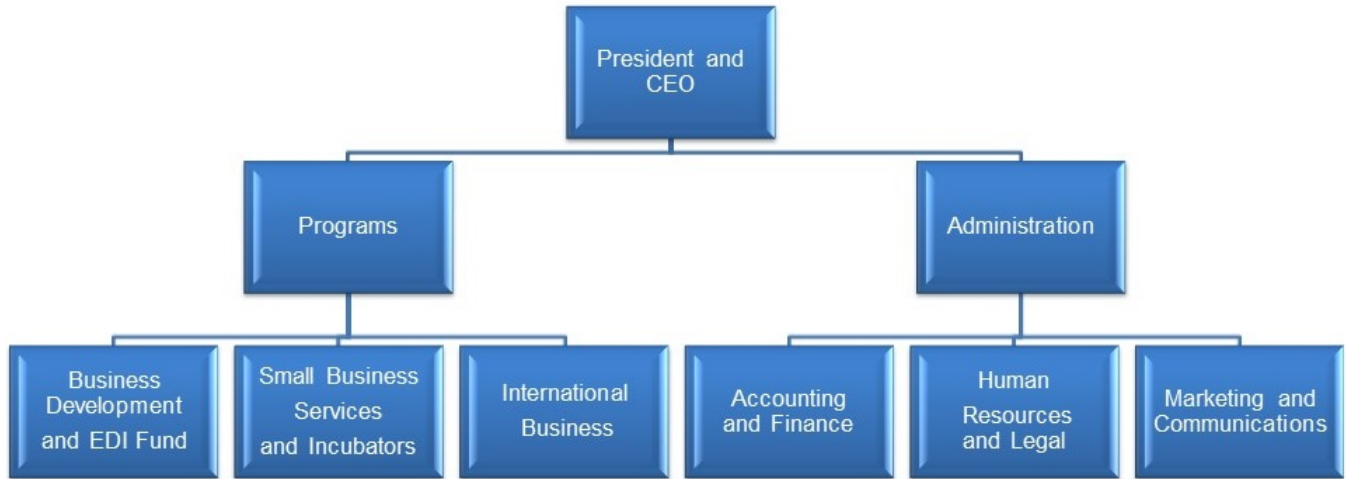 President and
CEO
Programs
Administration
Business
Development
and EDI Fund
Small Business
Services
and Incubators
International
Business
Accounting
and Finance
Human
Resources
and Legal
Marketing and
Communications